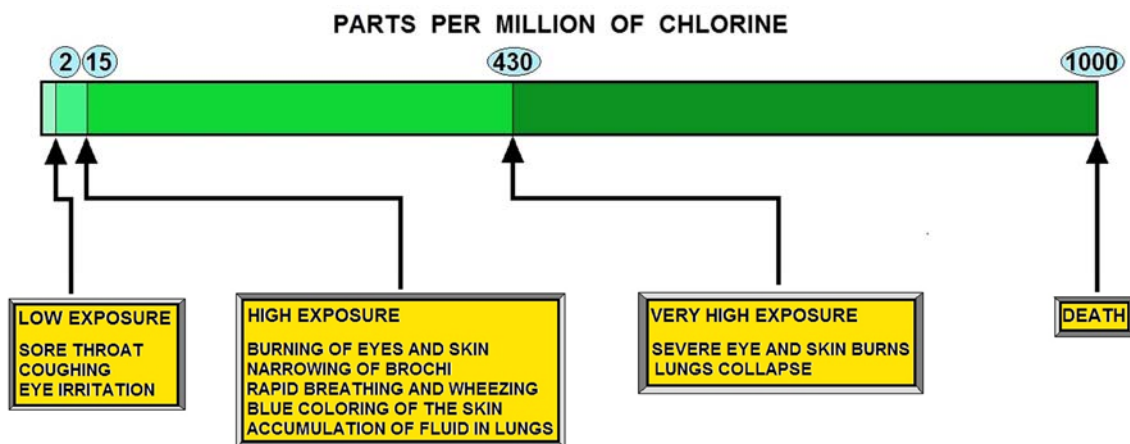 PARTS PER MILLION OF CHLORINE
2
15
430
1000
LOW EXPOSURE
SORE THROAT
COUGHING
EYE IRRITATION
HIGH EXPOSURE
BURNING OF EYES AND SKIN
NARROWING OF BROCHI
RAPID BREATHING AND WHEEZING
BLUE COLORING OF THE SKIN
ACCUMULATION OF FLUID IN LUNGS
VERY HIGH EXPOSURE
SEVERE EYE AND SKIN BURNS
LUNGS COLLAPSE
DEATH